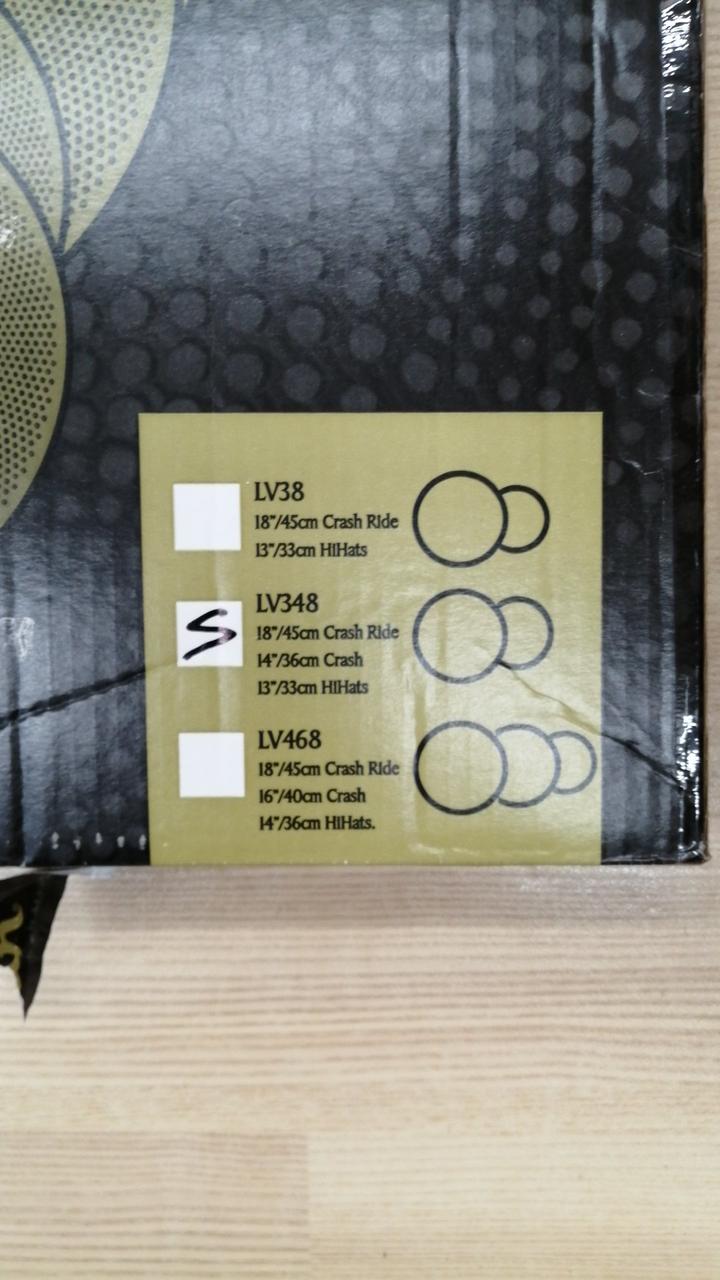 LV38
18"/45cm Crash Ride
13"/33cm HiHats
LV348
S
18"/45cm Crash Ride
14"/36cm Crash
13"/33cm HiHats
LV468
18"/45cm Crash Ride
16"/40cm Crash
14"/36cm HiHats.